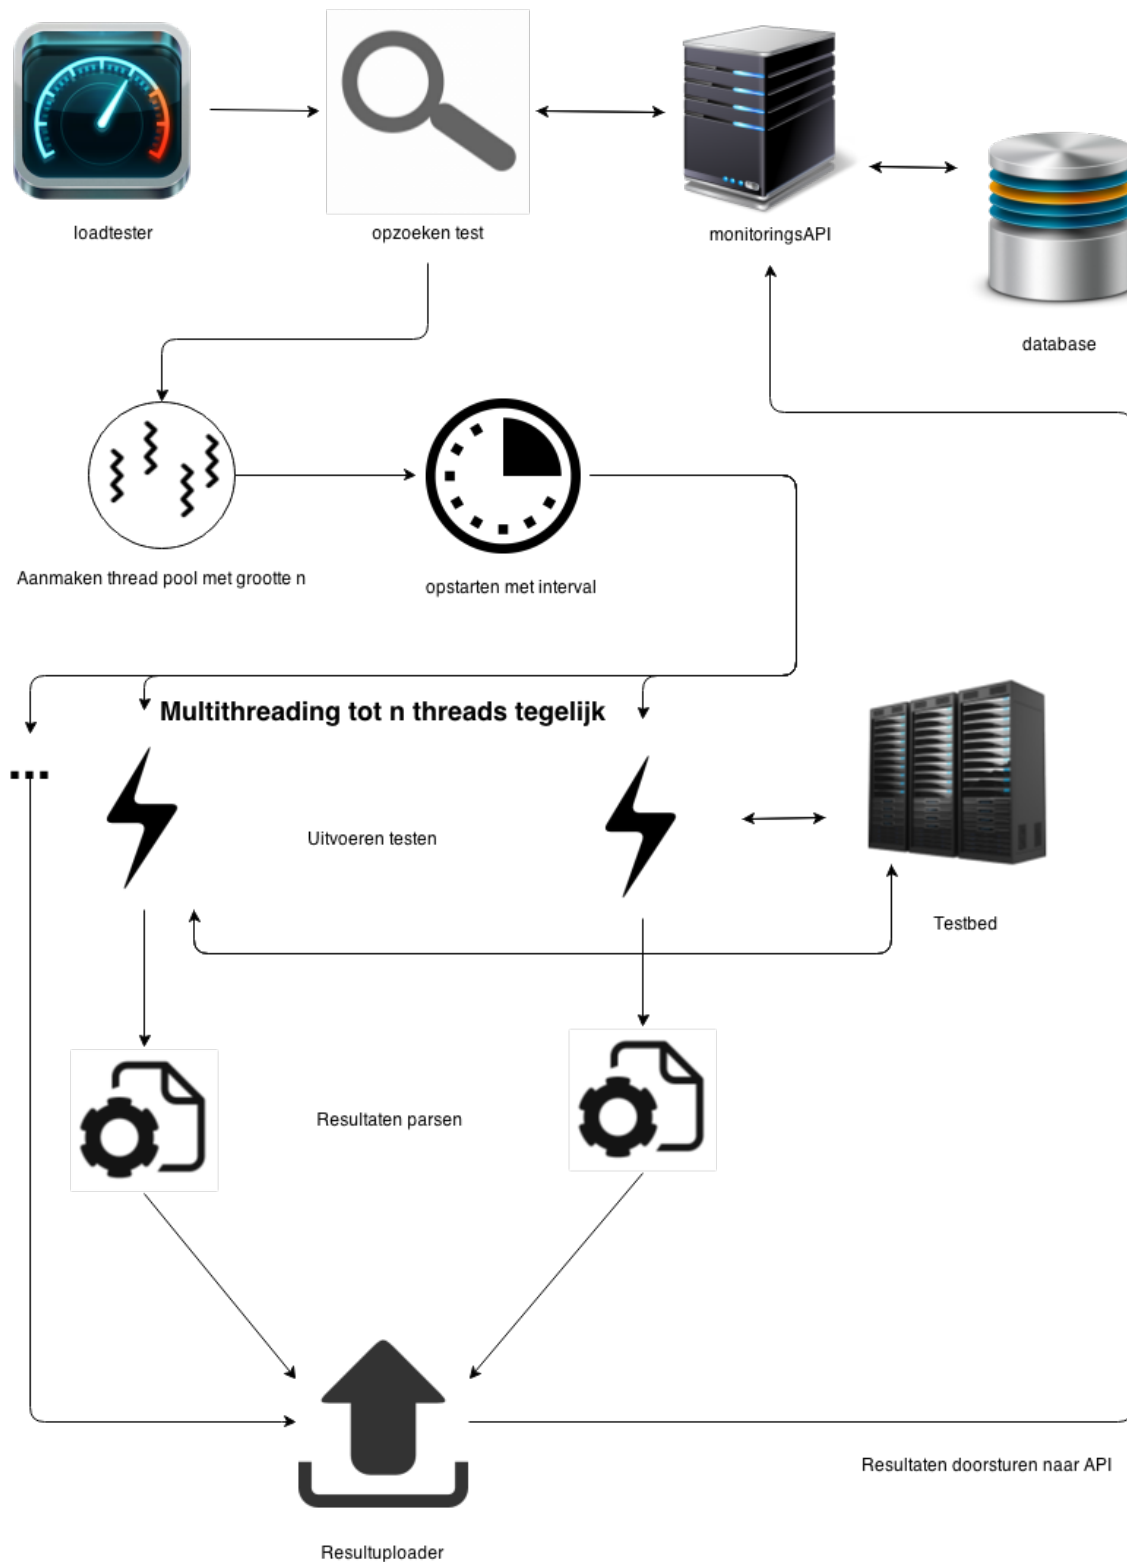 loadtester
opzoeken test
monitoringsAPI
database
Aanmaken thread pool met grootte n
opstarten met interval
Multithreading tot n threads tegelijk
...
Uitvoeren testen
Testbed
Resultaten parsen
Resultaten doorsturen naar API
Resultuploader